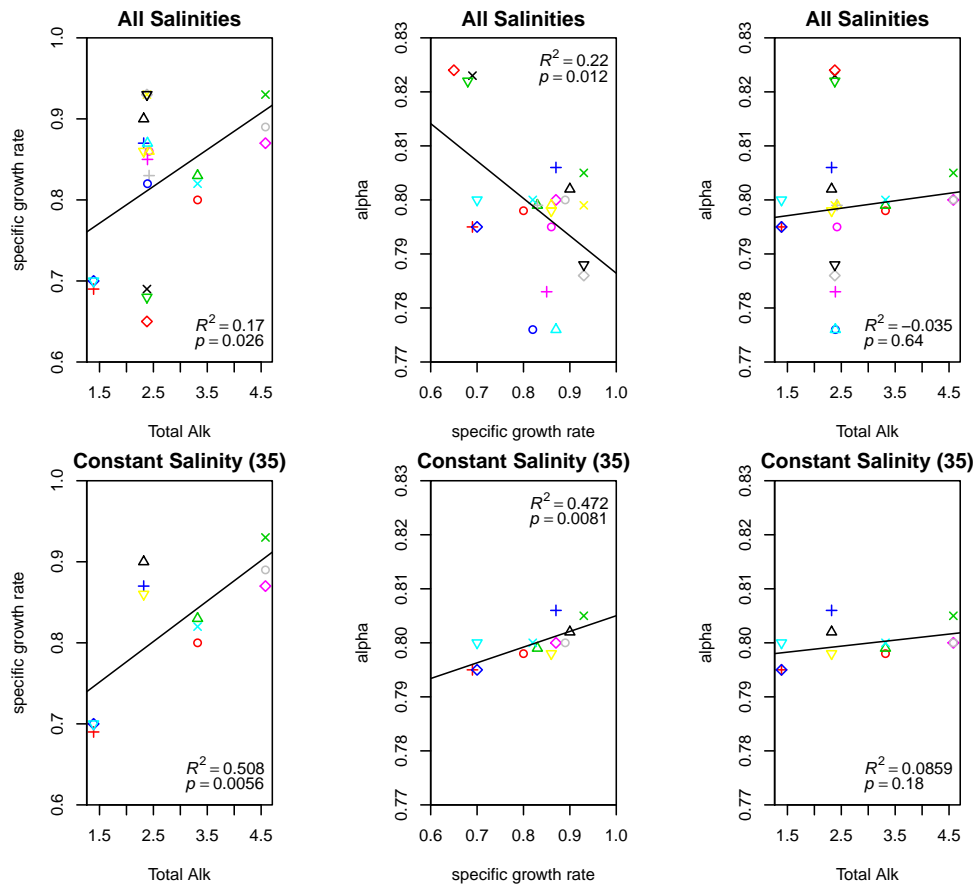 All Salinities
specific growth rate
1.0
0.9
0.8
0.7
0.6
R² = 0.17
p = 0.026
1.5 2.5 3.5 4.5
Total Alk
All Salinities
alpha
0.83
0.82
0.81
0.80
0.79
0.78
0.77
R² = 0.22
p = 0.012
0.6 0.7 0.8 0.9 1.0
specific growth rate
All Salinities
alpha
0.83
0.82
0.81
0.80
0.79
0.78
0.77
R² = −0.035
p = 0.64
1.5 2.5 3.5 4.5
Total Alk
Constant Salinity (35)
specific growth rate
1.0
0.9
0.8
0.7
0.6
R² = 0.508
p = 0.0056
1.5 2.5 3.5 4.5
Total Alk
Constant Salinity (35)
alpha
0.83
0.82
0.81
0.80
0.79
0.78
0.77
R² = 0.472
p = 0.0081
0.6 0.7 0.8 0.9 1.0
specific growth rate
Constant Salinity (35)
alpha
0.83
0.82
0.81
0.80
0.79
0.78
0.77
R² = 0.0859
p = 0.18
1.5 2.5 3.5 4.5
Total Alk